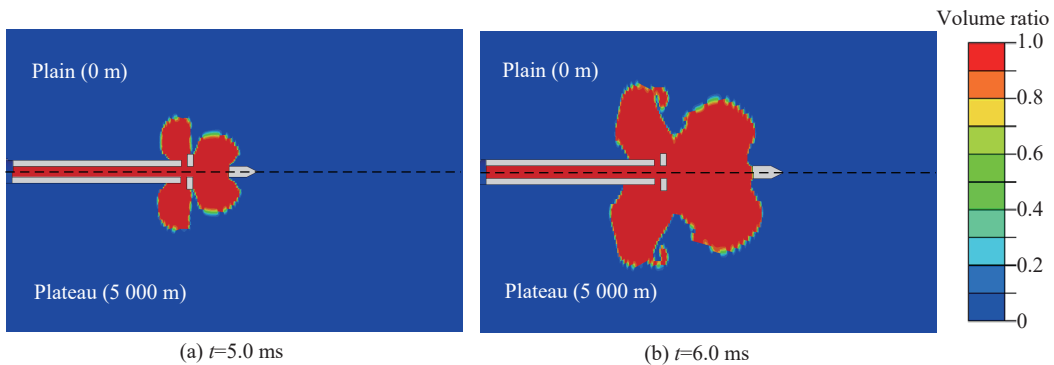 Volume ratio
Plain (0 m)
Plateau (5 000 m)
(a) t=5.0 ms
Plain (0 m)
Plateau (5 000 m)
(b) t=6.0 ms
1.0
0.8
0.6
0.4
0.2
0